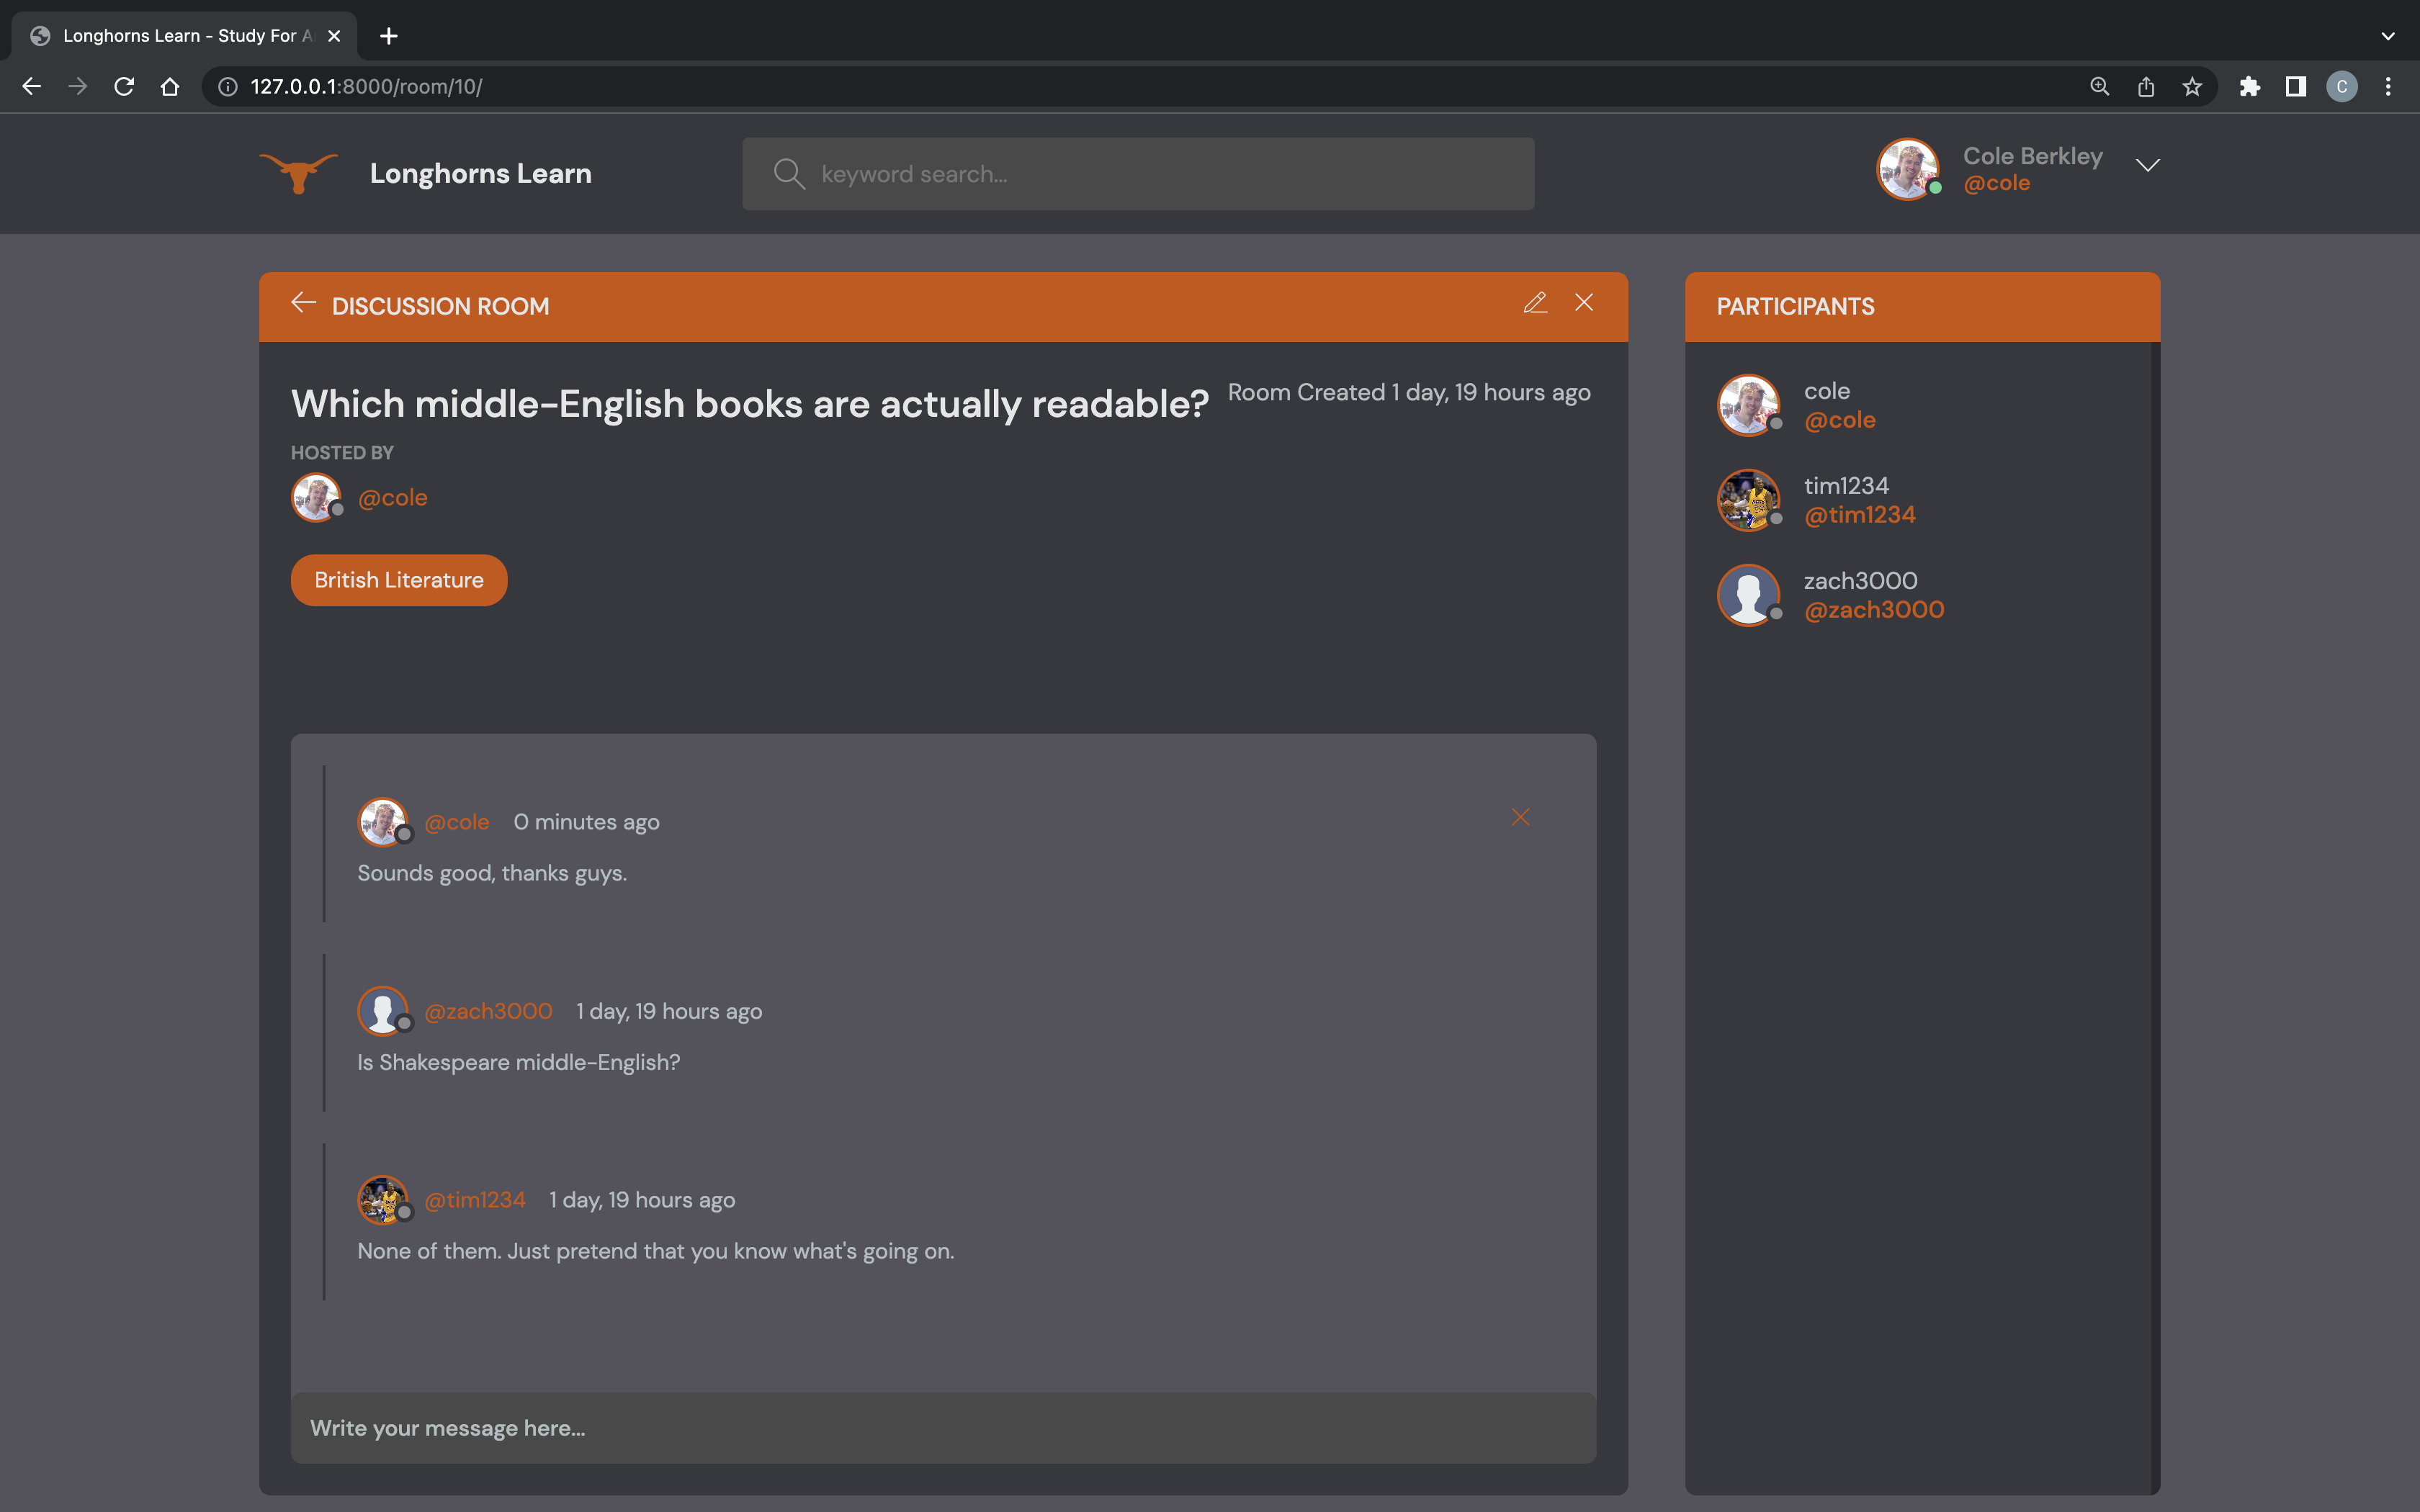 Longhorns Learn - Study For A
127.0.0.1:8000/room/10/
C
Longhorns Learn
keyword search...
Cole Berkley
@cole
DISCUSSION ROOM
Which middle-English books are actually readable?
Room Created 1 day, 19 hours ago
HOSTED BY
@cole
British Literature
@cole 0 minutes ago
Sounds good, thanks guys.
@zach3000 1 day, 19 hours ago
Is Shakespeare middle-English?
@tim1234 1 day, 19 hours ago
None of them. Just pretend that you know what's going on.
Write your message here...
PARTICIPANTS
cole
@cole
tim1234
@tim1234
zach3000
@zach3000